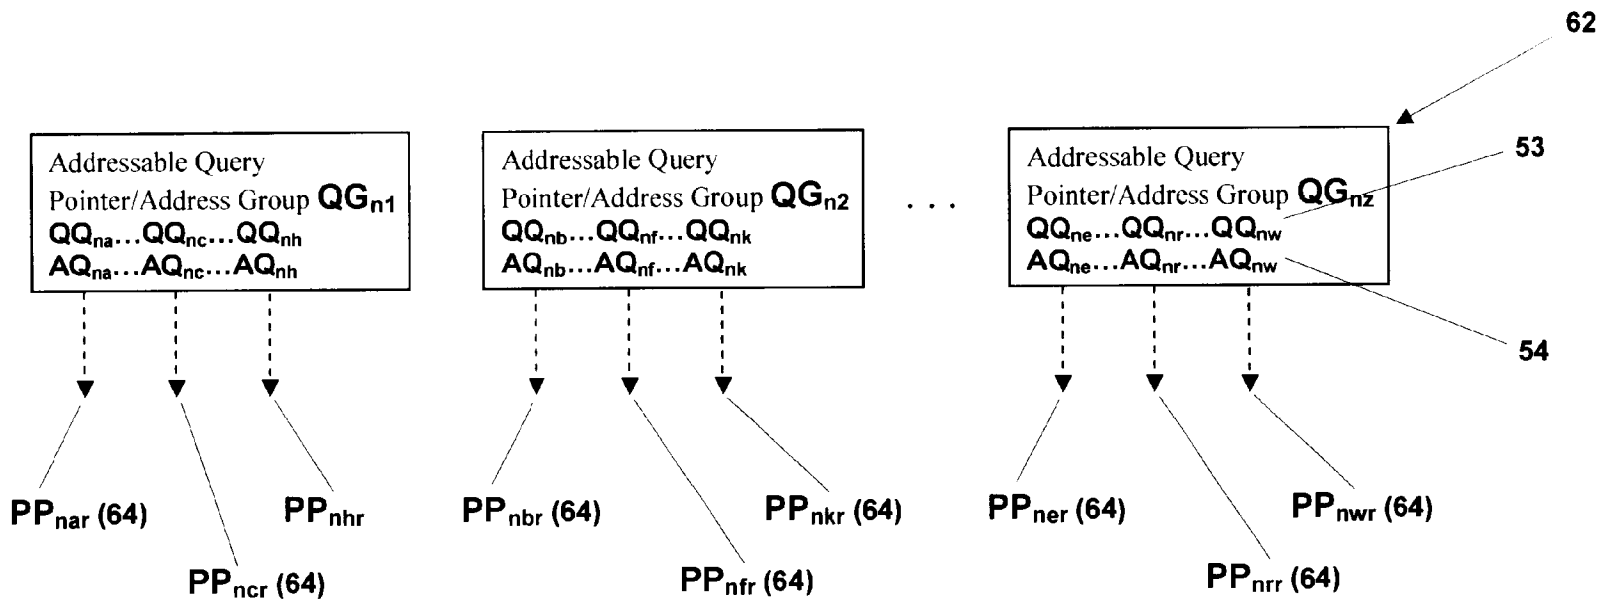 62
53
Addressable Query
Pointer/Address Group QGn1
QQna...QQnc...QQnh
AQna...AQnc...AQnh
Addressable Query
Pointer/Address Group QGn2
QQnb...QQnf...QQnk
AQnb...AQnf...AQnk
. . .
Addressable Query
Pointer/Address Group QGnz
QQne...QQnr...QQnw
AQne...AQnr...AQnw
54
PPnar (64)
PPnhr
PPnbr (64)
PPnkr (64)
PPner (64)
PPnwr (64)
PPncr (64)
PPnfr (64)
PPnrr (64)